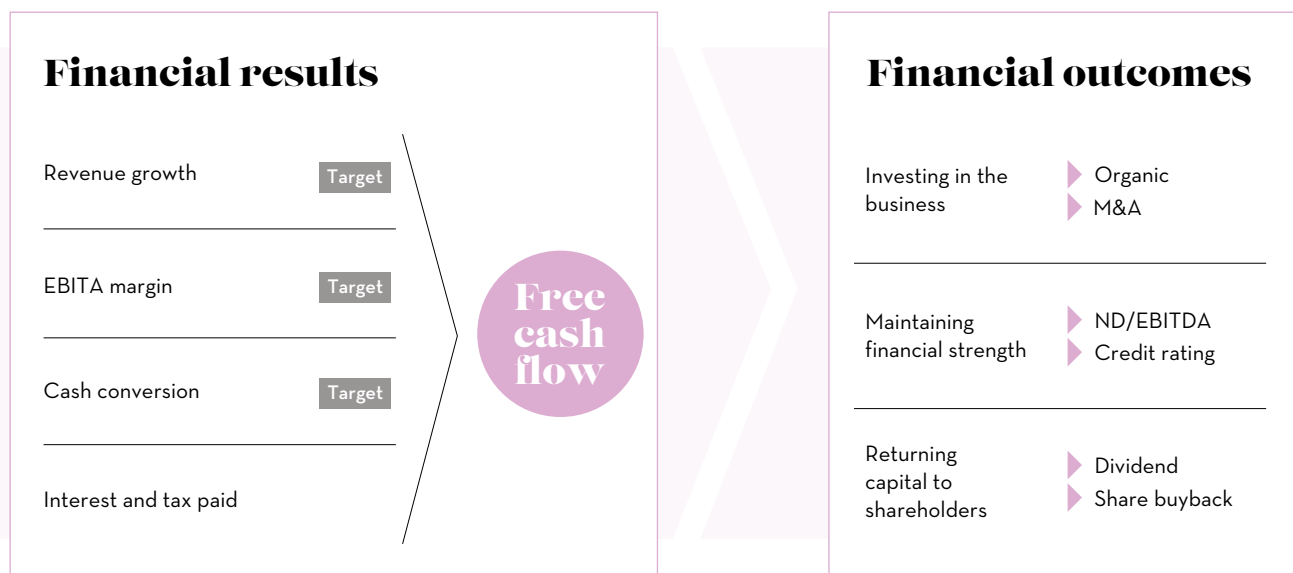 Financial results
Revenue growth
Target
EBITA margin
Target
Cash conversion
Target
Interest and tax paid
Free
cash
flow
Financial outcomes
Investing in the
business
Organic
M&A
Maintaining
financial strength
ND/EBITDA
Credit rating
Returning
capital to
shareholders
Dividend
Share buyback